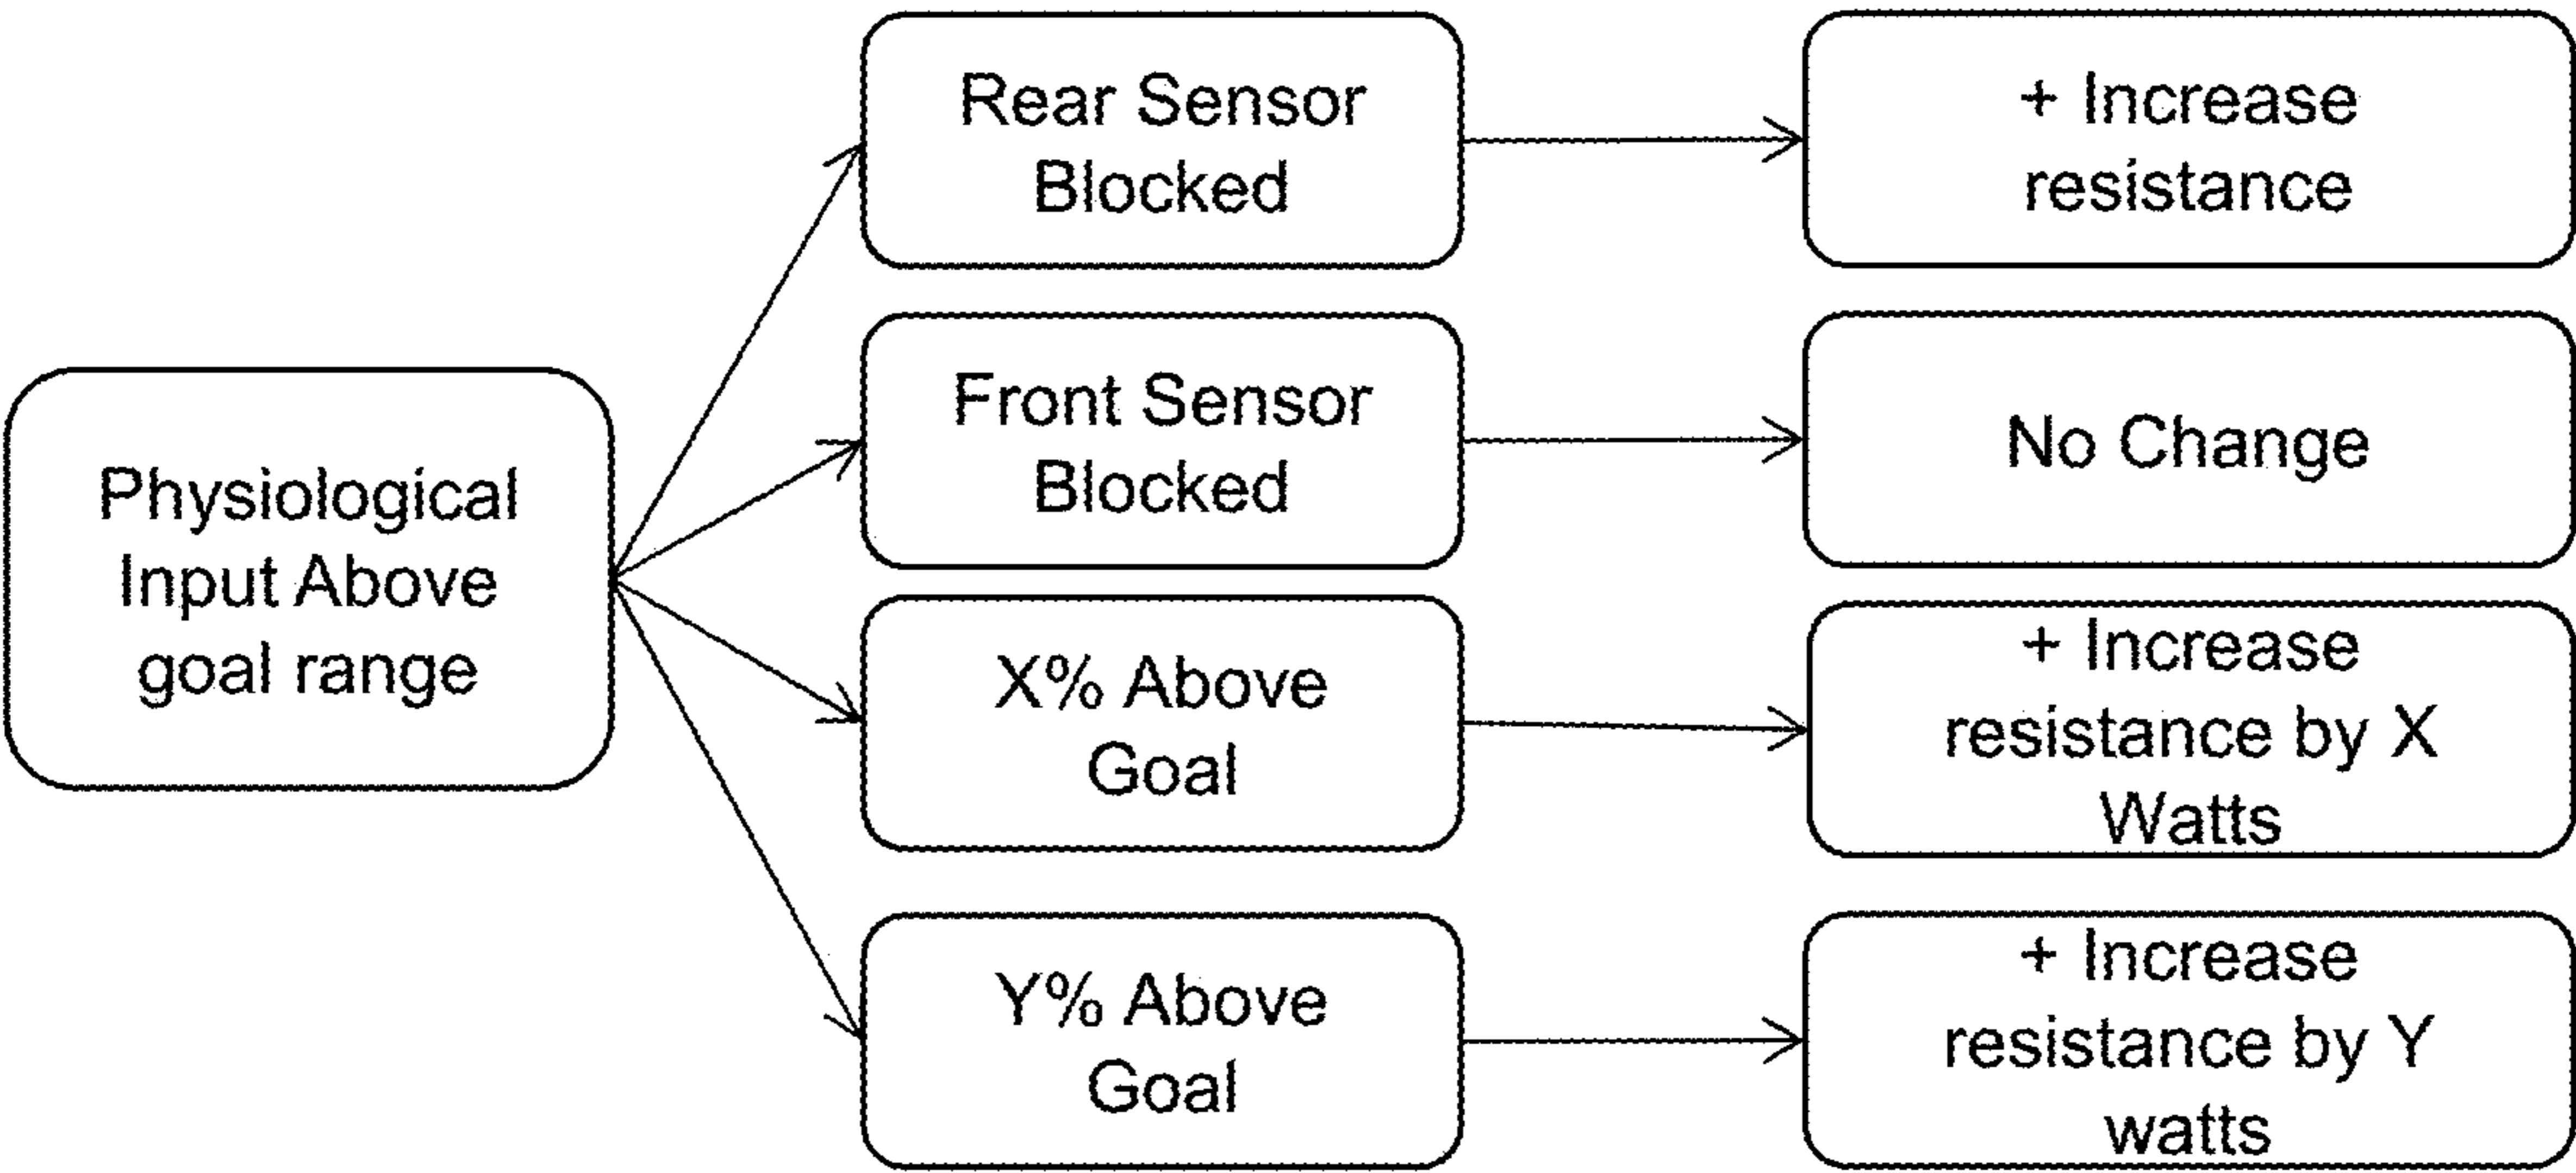 Physiological
Input Above
goal range
Rear Sensor
Blocked
+ Increase
resistance
Front Sensor
Blocked
No Change
X% Above
Goal
+ Increase
resistance by X
Watts
Y% Above
Goal
+ Increase
resistance by Y
watts